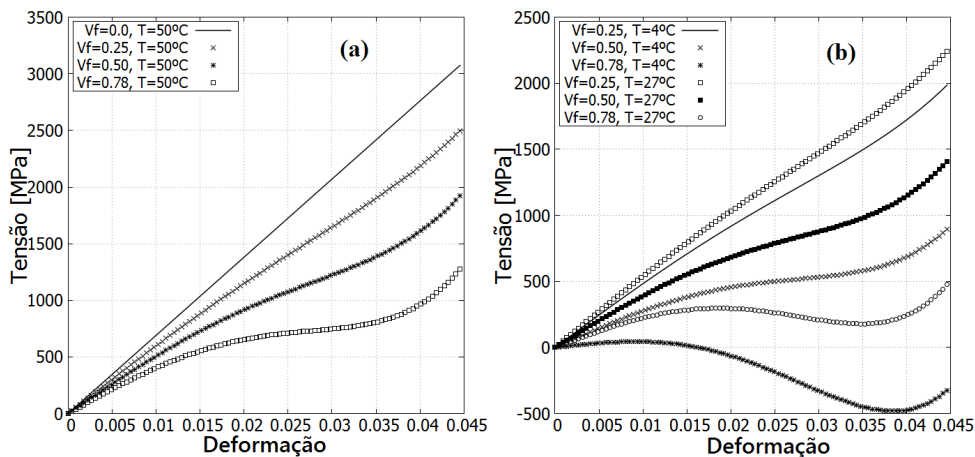 (a)
Vf=0.0, T=50ºC
Vf=0.25, T=50ºC
Vf=0.50, T=50ºC
Vf=0.78, T=50ºC
Tensão [MPa]
3500
3000
2500
2000
1500
1000
500
0
0 0.005 0.01 0.015 0.02 0.025 0.03 0.035 0.04 0.045
Deformação
(b)
Vf=0.25, T=4ºC
Vf=0.50, T=4ºC
Vf=0.78, T=4ºC
Vf=0.25, T=27ºC
Vf=0.50, T=27ºC
Vf=0.78, T=27ºC
Tensão [MPa]
2500
2000
1500
1000
500
0
-500
0 0.005 0.01 0.015 0.02 0.025 0.03 0.035 0.04 0.045
Deformação